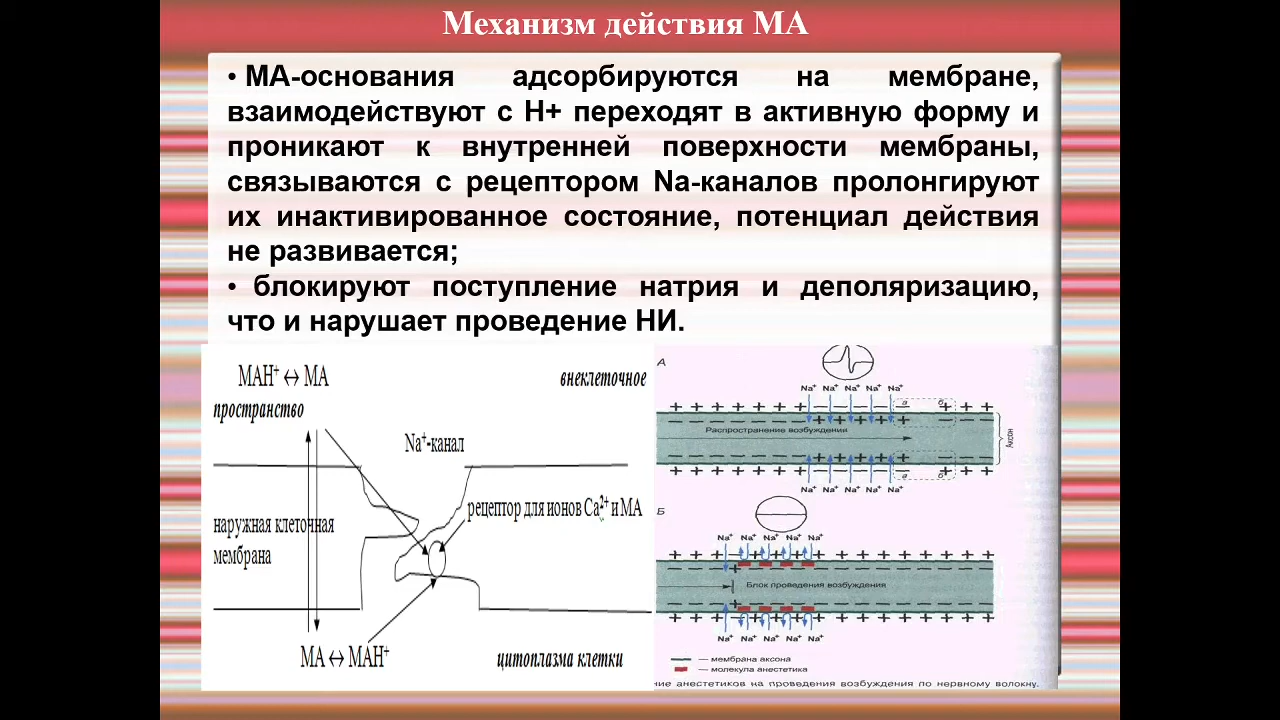 Механизм действия МА
• МА-основания адсорбируются на мембране,
взаимодействуют с Н+ переходят в активную форму и
проникают к внутренней поверхности мембраны,
связываются с рецептором Na-каналов пролонгируют
их инактивированное состояние, потенциал действия
не развивается;
• блокируют поступление натрия и деполяризацию,
что и нарушает проведение НИ.
МАН⁺ ↔ МА
внеклеточное
пространство
Na⁺-канал
рецептор для ионов Са²⁺ и МА
наружная клеточная
мембрана
МА ↔ МАН⁺
цитоплазма клетки
А
Na⁺ Na⁺ Na⁺ Na⁺ Na⁺
+ + + + + + + — — — — — а б + + +
— — — — — — — + + + + + — — —
Распространение возбуждения
Аксон
— — — — — — — + + + + + — — —
+ + + + + + + — — — — — а б + + +
Na⁺ Na⁺ Na⁺ Na⁺ Na⁺
Б
Na⁺ Na⁺ Na⁺ Na⁺ Na⁺
Блок проведения возбуждения
Na⁺ Na⁺ Na⁺ Na⁺ Na⁺
— мембрана аксона
— молекула анестетика
ние анестетиков на проведения возбуждения по нервному волокну.